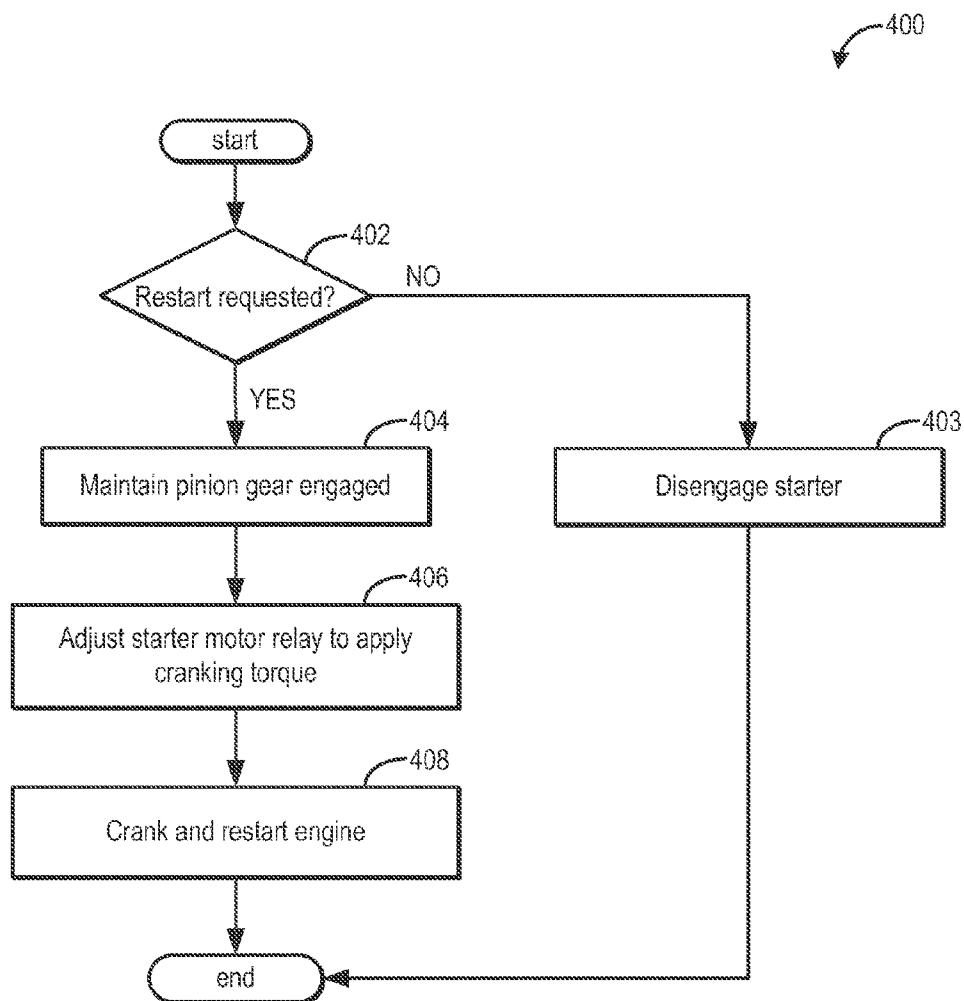 400
start
402
Restart requested?
NO
YES
404
Maintain pinion gear engaged
403
Disengage starter
406
Adjust starter motor relay to apply
cranking torque
408
Crank and restart engine
end